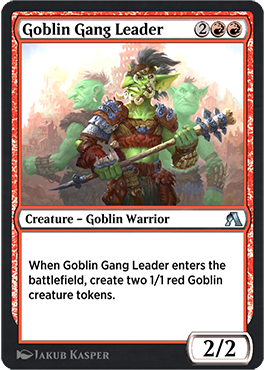 Goblin Gang Leader 2
Creature – Goblin Warrior
When Goblin Gang Leader enters the
battlefield, create two 1/1 red Goblin
creature tokens.
Jakub Kasper
2/2